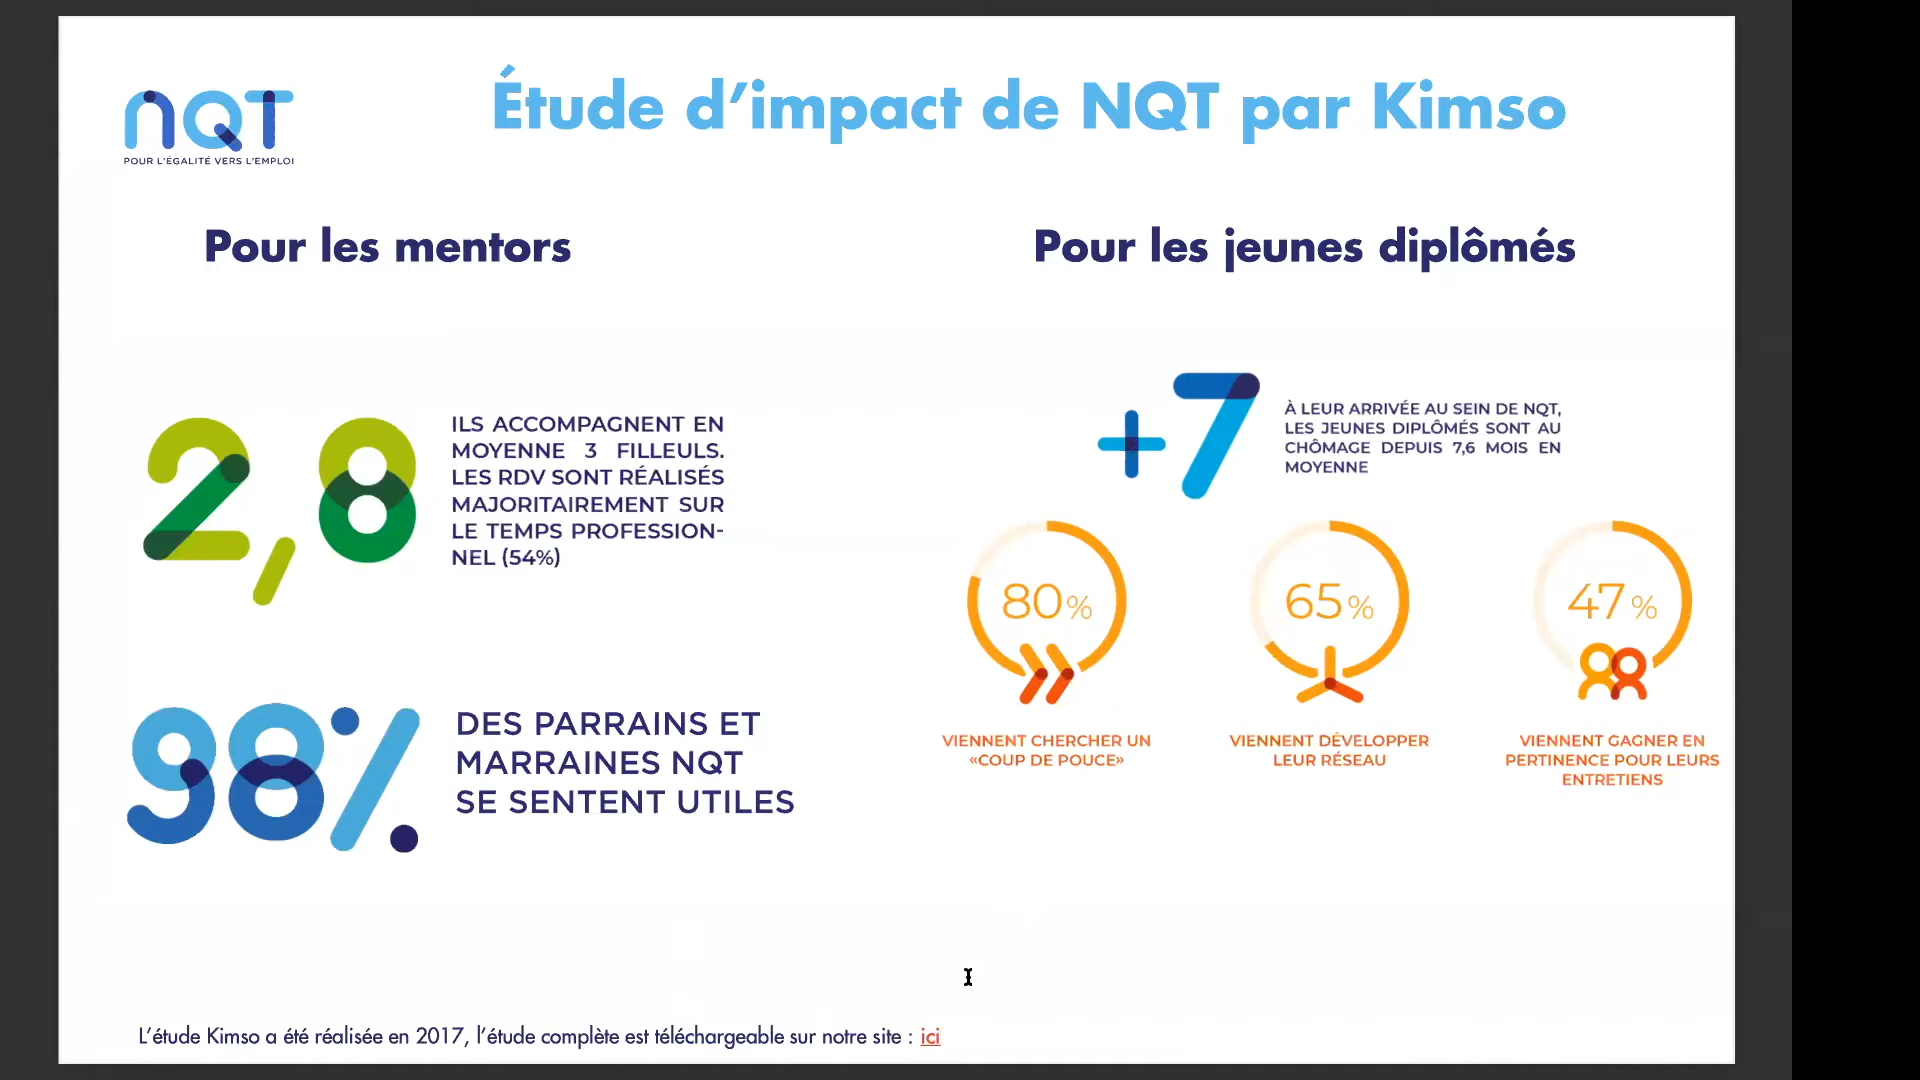 nQT
POUR L'ÉGALITÉ VERS L'EMPLOI
Étude d'impact de NQT par Kimso
Pour les mentors
2,8
ILS ACCOMPAGNENT EN
MOYENNE 3 FILLEULS.
LES RDV SONT RÉALISÉS
MAJORITAIREMENT SUR
LE TEMPS PROFESSION-
NEL (54%)
98%
DES PARRAINS ET
MARRAINES NQT
SE SENTENT UTILES
Pour les jeunes diplômés
+7
À LEUR ARRIVÉE AU SEIN DE NQT,
LES JEUNES DIPLÔMÉS SONT AU
CHÔMAGE DEPUIS 7,6 MOIS EN
MOYENNE
80%
VIENNENT CHERCHER UN
«COUP DE POUCE»
65%
VIENNENT DÉVELOPPER
LEUR RÉSEAU
47%
VIENNENT GAGNER EN
PERTINENCE POUR LEURS
ENTRETIENS
L'étude Kimso a été réalisée en 2017, l'étude complète est téléchargeable sur notre site : ici